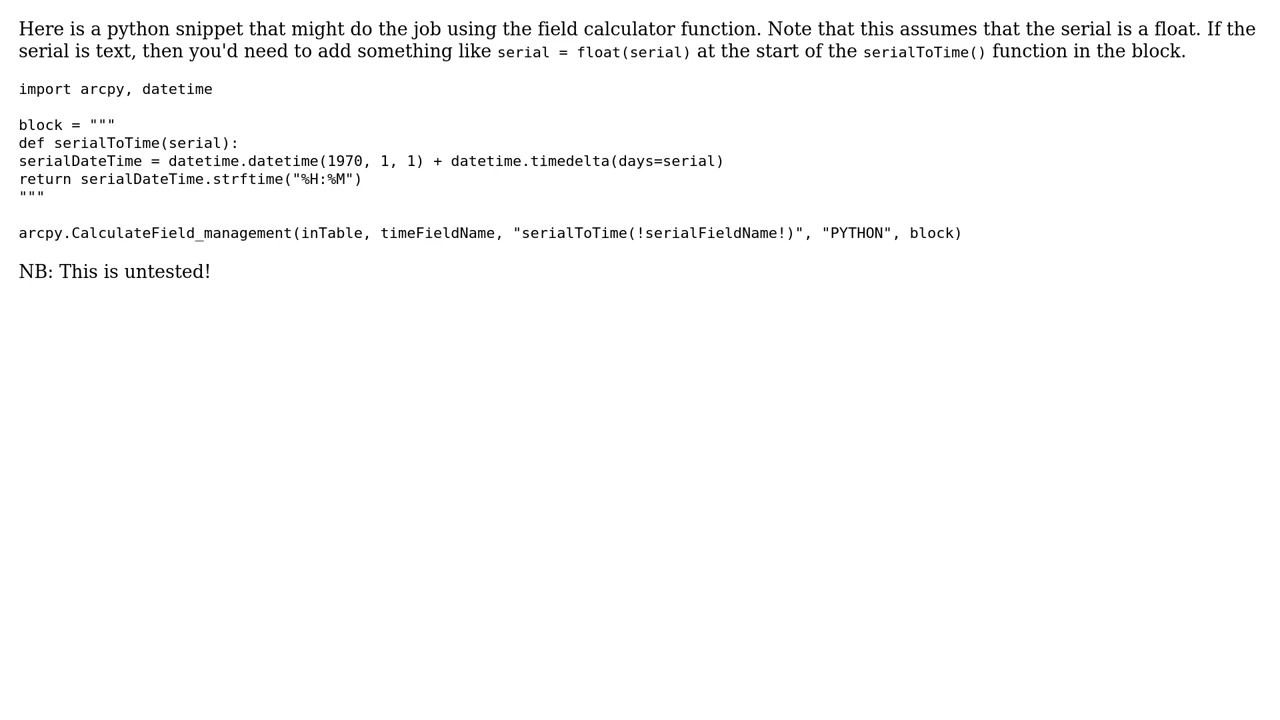 Here is a python snippet that might do the job using the field calculator function. Note that this assumes that the serial is a float. If the
serial is text, then you'd need to add something like serial = float(serial) at the start of the serialToTime() function in the block.
import arcpy, datetime
block = """
def serialToTime(serial):
serialDateTime = datetime.datetime(1970, 1, 1) + datetime.timedelta(days=serial)
return serialDateTime.strftime("%H:%M")
"""
arcpy.CalculateField_management(inTable, timeFieldName, "serialToTime(!serialFieldName!)", "PYTHON", block)
NB: This is untested!